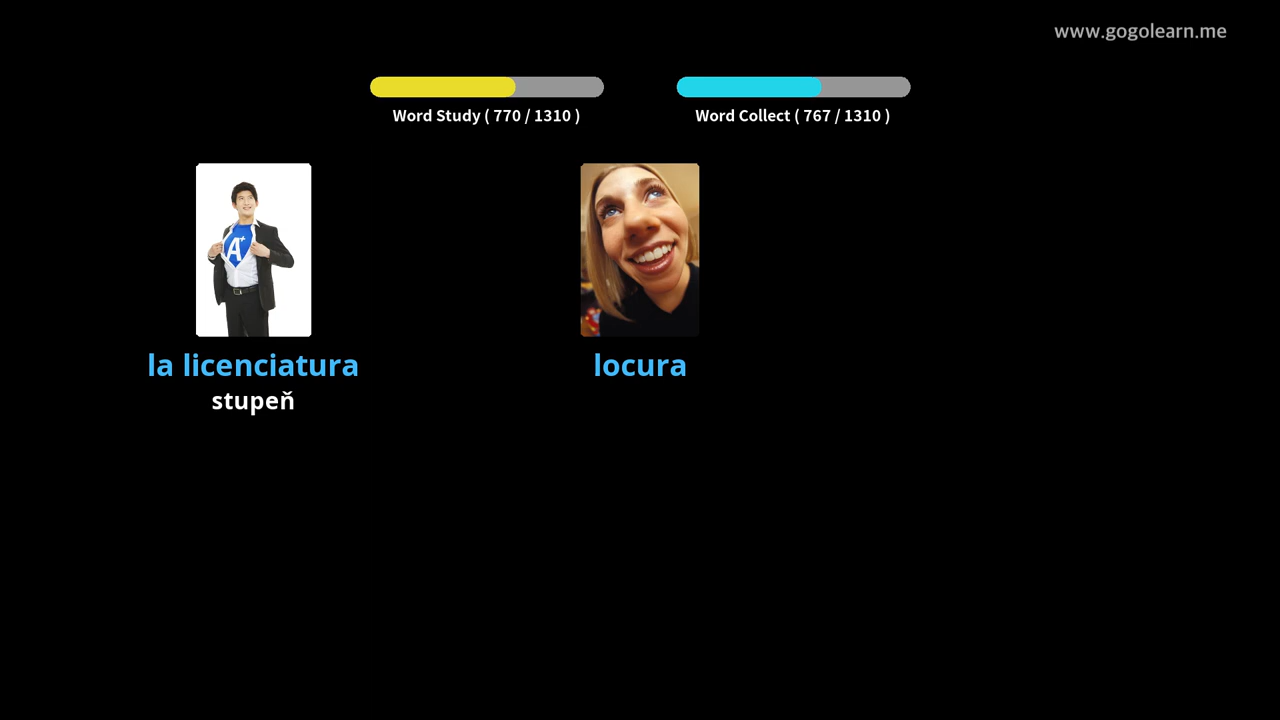 www.gogolearn.me
Word Study ( 770 / 1310 )
Word Collect ( 767 / 1310 )
A+
la licenciatura
locura
stupeň